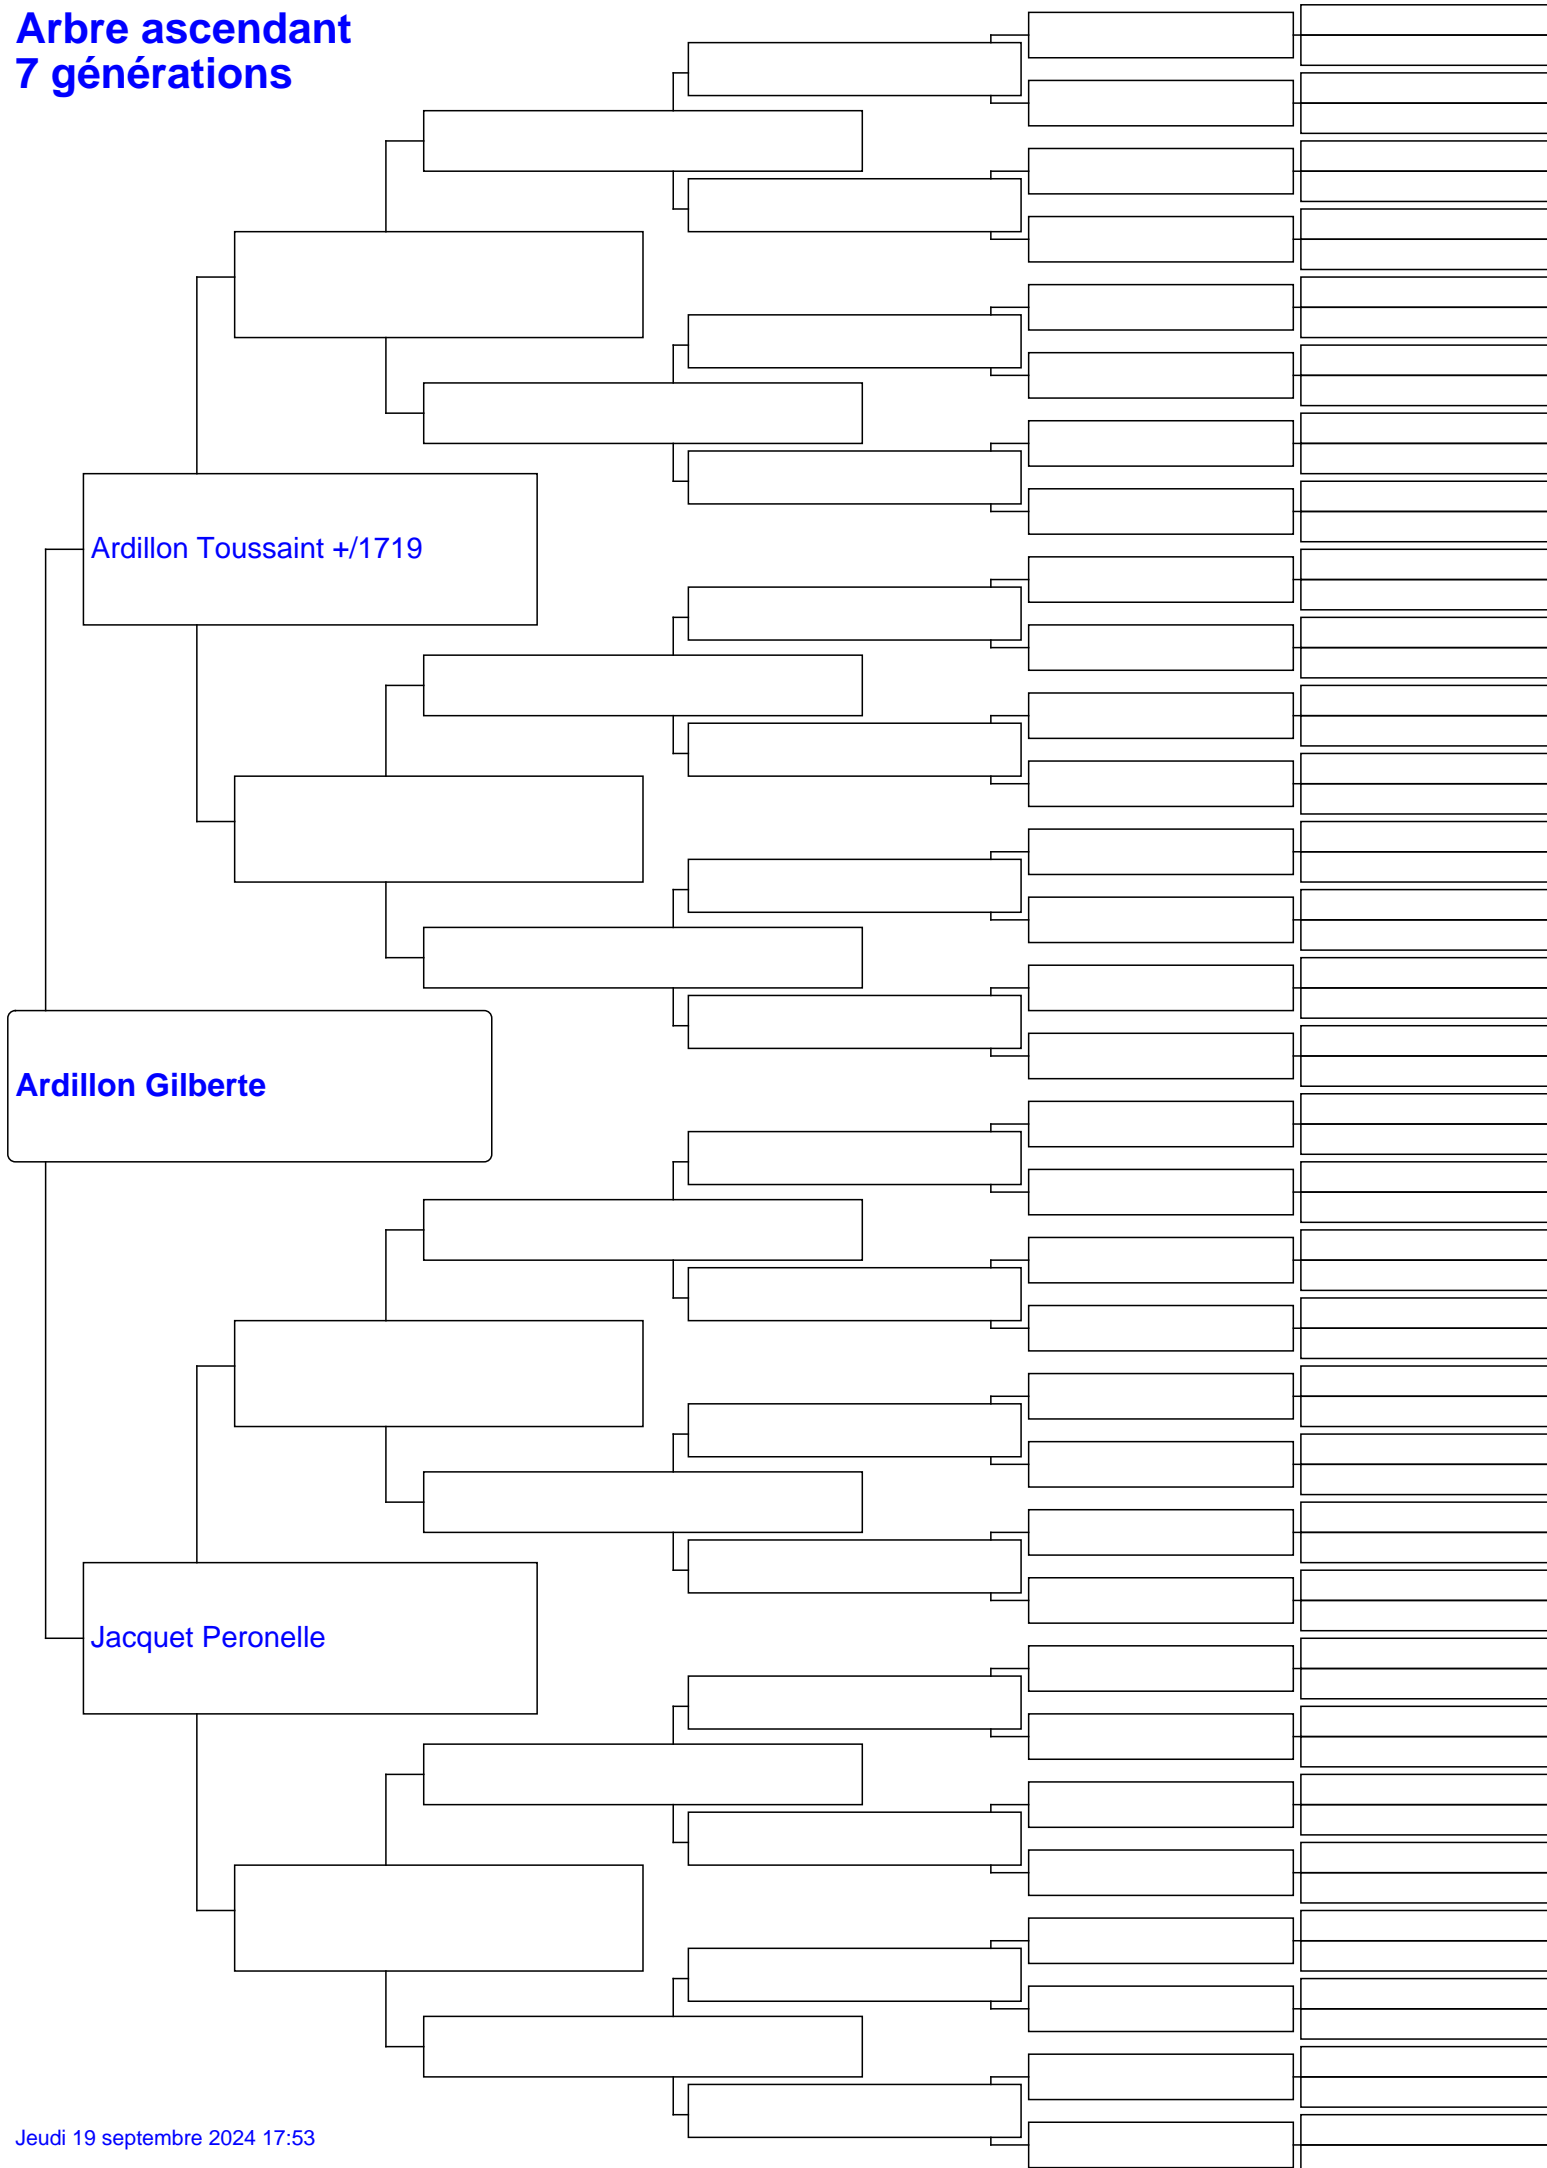 Arbre ascendant
7 générations
Ardillon Toussaint +/1719
Ardillon Gilberte
Jacquet Peronelle
Jeudi 19 septembre 2024 17:53